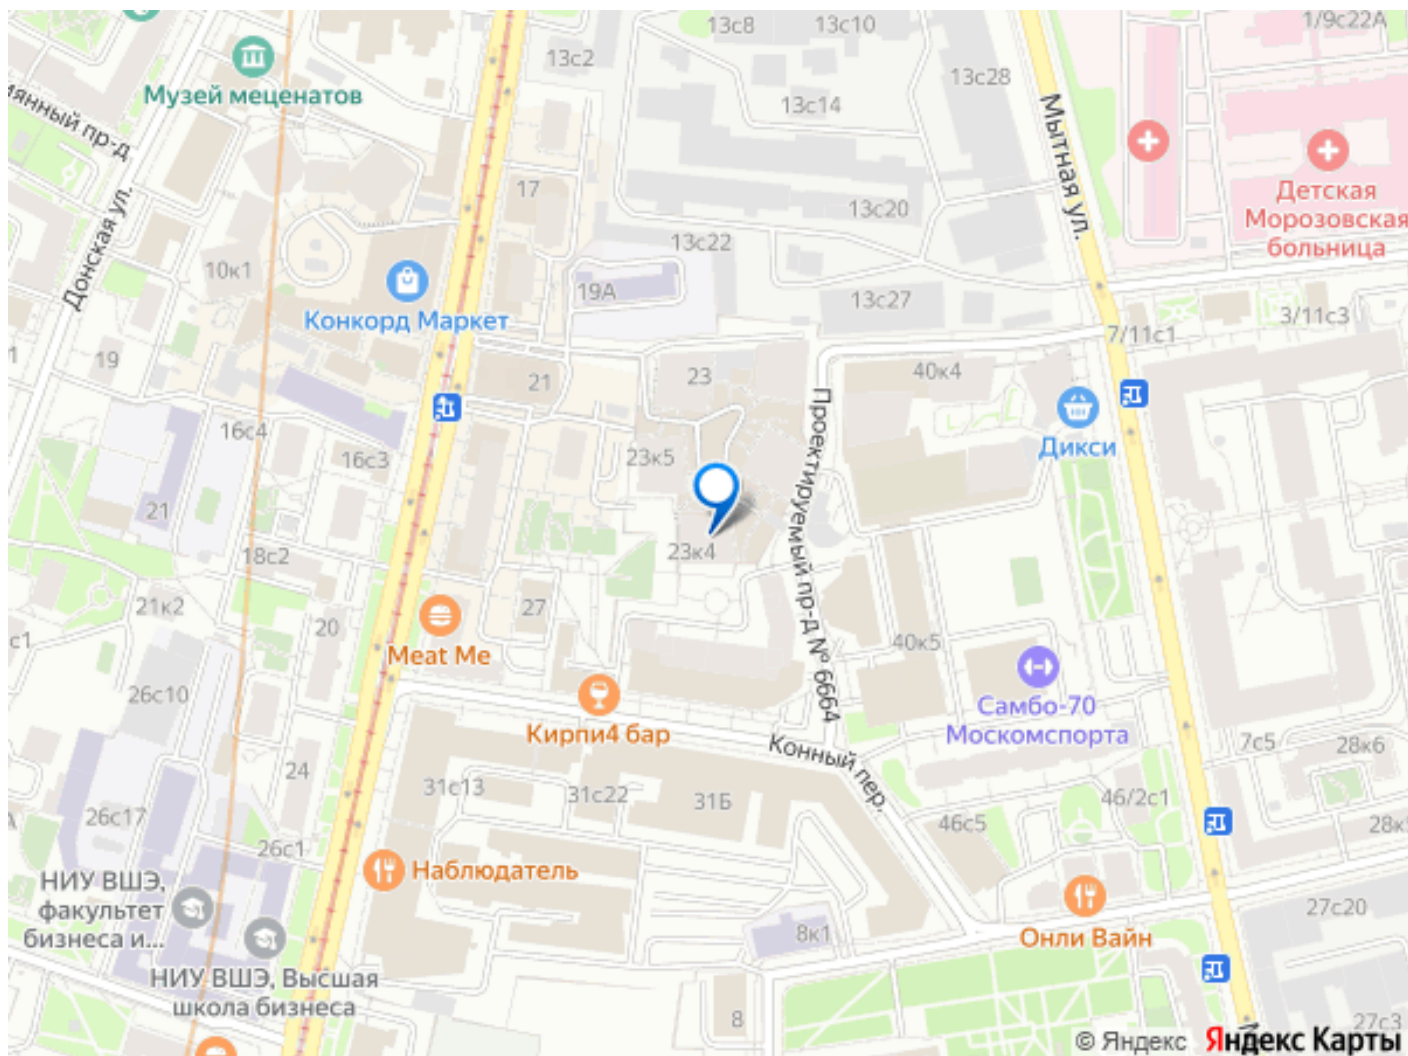 13с8
13с10
1/9с22А
13с2
13с28
Музей меценатов
13с14
Мытная ул.
мянный пр-д
Детская
Морозовская
больница
17
13с20
Донская ул.
13с22
10к1
19А
13с27
Конкорд Маркет
3/11с3
7/11с1
19
21
23
40к4
Проектируемый пр-д № 6664
Дикси
16с4
16с3
23к5
21
23к4
18с2
21к2
27
20
с1
Meat Me
40к5
26с10
Самбо-70
Москомспорта
Кирпи4 бар
Конный пер.
7с5
28к6
24
31с13
31с22
31Б
46/2с1
26с17
46с5
26с1
Наблюдатель
НИУ ВШЭ,
факультет
бизнеса и...
27с20
8к1
Онли Вайн
НИУ ВШЭ, Высшая
школа бизнеса
8
27с3
© Яндекс Яндекс Карты